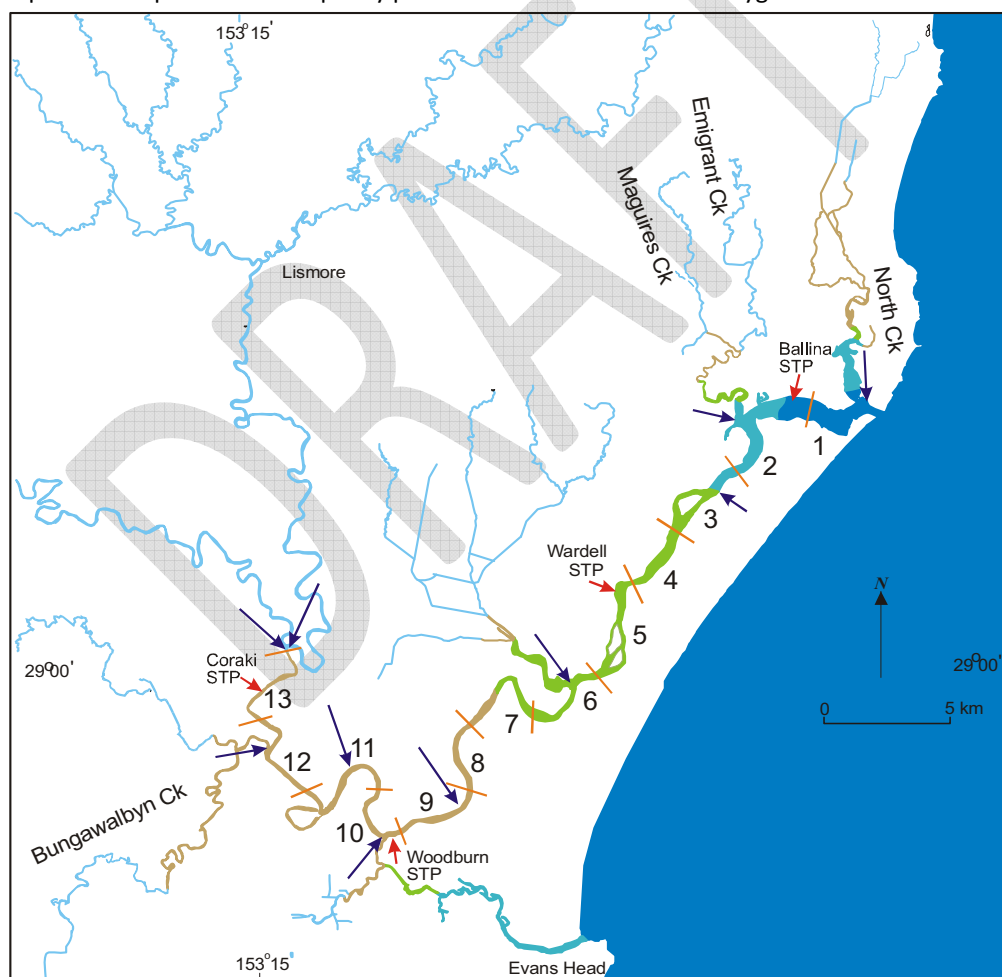 153° 15'
8
DRAFT
Emigrant Ck
Maguires Ck
North Ck
Lismore
Ballina
STP
1
2
3
Wardell
STP
4
5
N
29°00'
29°00'
Coraki
STP
13
6
7
0
5 km
12
11
8
9
10
Bungawalbyn Ck
Woodburn
STP
Evans Head
153° 15'